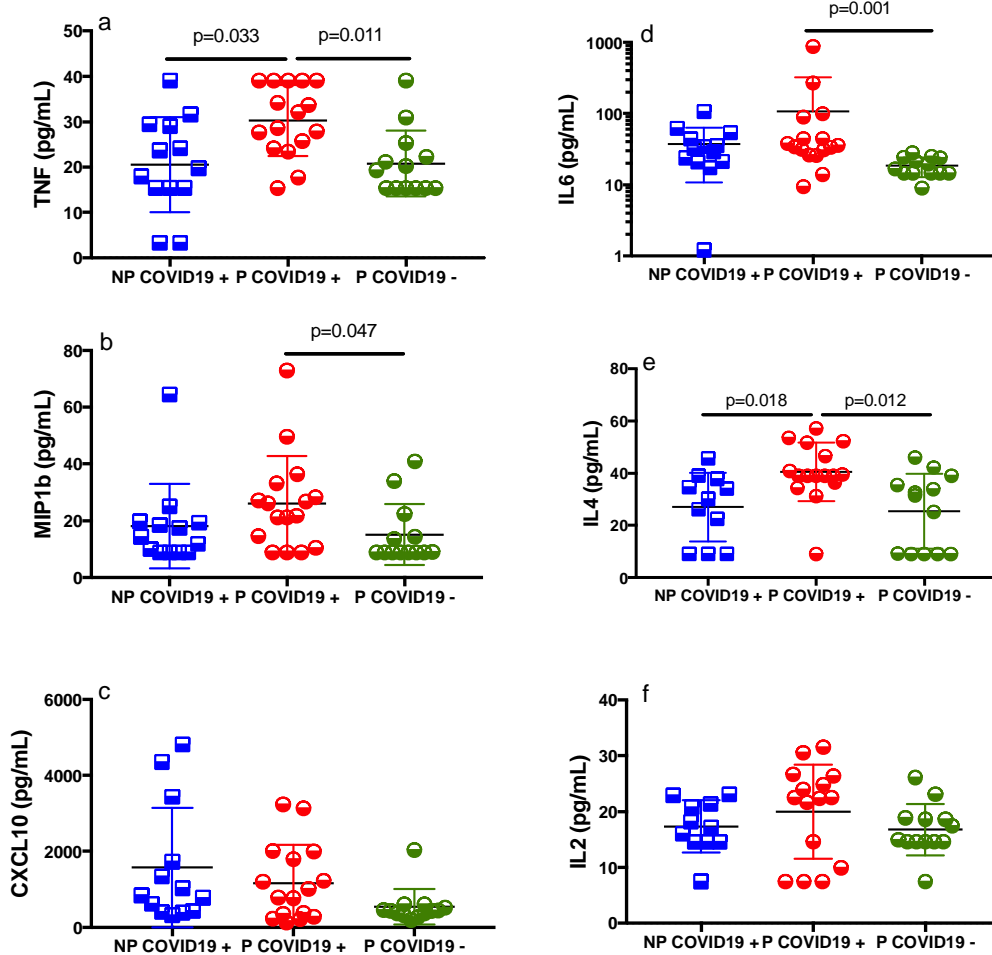 a
p=0.033
p=0.011
TNF (pg/mL)
50
40
30
20
10
0
NP COVID19 + P COVID19 + P COVID19 -
d
p=0.001
IL6 (pg/mL)
1000
100
10
1
NP COVID19 + P COVID19 + P COVID19 -
b
p=0.047
MIP1b (pg/mL)
80
60
40
20
0
NP COVID19 + P COVID19 + P COVID19 -
e
p=0.018
p=0.012
IL4 (pg/mL)
60
80
40
20
0
NP COVID19 + P COVID19 + P COVID19 -
c
CXCL10 (pg/mL)
6000
4000
2000
0
NP COVID19 + P COVID19 + P COVID19 -
f
IL2 (pg/mL)
40
30
20
10
0
NP COVID19 + P COVID19 + P COVID19 -